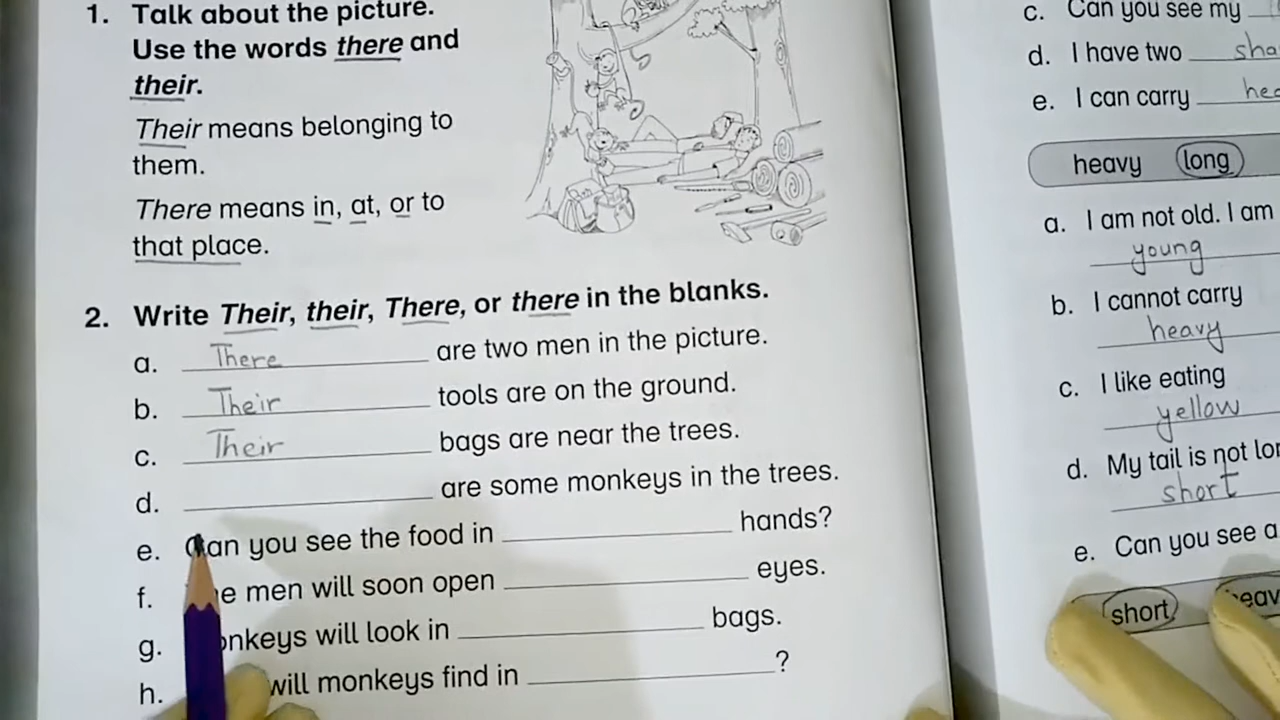 1. Talk about the picture.
Use the words there and
their.
Their means belonging to
them.
There means in, at, or to
that place.
2. Write Their, their, There, or there in the blanks.
a. There are two men in the picture.
b. Their tools are on the ground.
c. Their bags are near the trees.
d. are some monkeys in the trees.
e. Can you see the food in hands?
f. men will soon open eyes.
g. will look in bags.
h. will monkeys find in ?
c. Can you see my
d. I have two
e. I can carry
heavy long
a. I am not old. I am
young
b. I cannot carry
heavy
c. I like eating
yellow
d. My tail is not
short
e. Can you see a
short